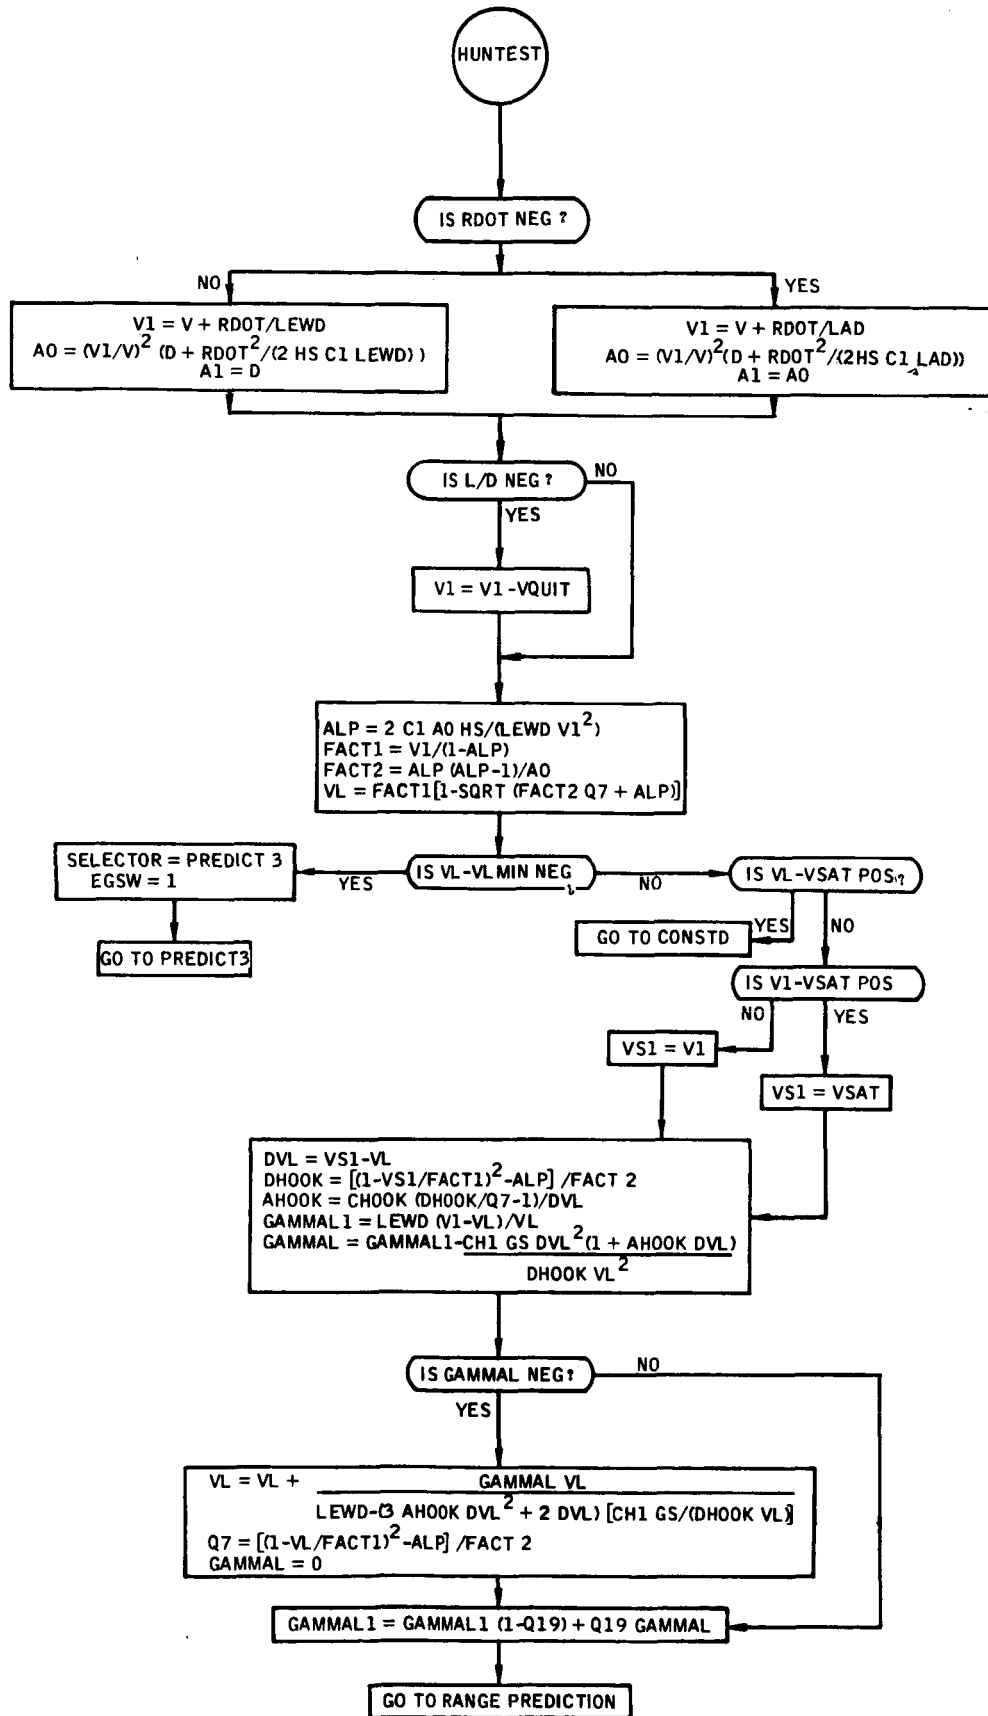 HUNTEST
IS RDOT NEG ?
NO
YES
V1 = V + RDOT/LEWD
A0 = (V1/V)² (D + RDOT²/(2 HS C1 LEWD))
A1 = D
V1 = V + RDOT/LAD
A0 = (V1/V)²(D + RDOT²/(2HS C1 LAD))
A1 = A0
IS L/D NEG ?
NO
YES
V1 = V1 - VQUIT
ALP = 2 C1 A0 HS/(LEWD V1²)
FACT1 = V1/(1-ALP)
FACT2 = ALP (ALP-1)/A0
VL = FACT1[1-SQRT (FACT2 Q7 + ALP)]
IS VL-VLMIN NEG ?
YES
NO
SELECTOR = PREDICT 3
EGSW = 1
GO TO PREDICT3
IS VL-VSAT POS ?
YES
NO
GO TO CONSTD
IS V1-VSAT POS
NO
YES
VS1 = V1
VS1 = VSAT
DVL = VS1-VL
DHOOK = [(1-VS1/FACT1)²-ALP] /FACT 2
AHOOK = CHOOK (DHOOK/Q7-1)/DVL
GAMMAL1 = LEWD (V1-VL)/VL
GAMMAL = GAMMAL1-CH1 GS DVL²(1 + AHOOK DVL)
DHOOK VL²
IS GAMMAL NEG ?
NO
YES
VL = VL + GAMMAL VL
LEWD-(3 AHOOK DVL² + 2 DVL) [CH1 GS/(DHOOK VL)]
Q7 = [(1-VL/FACT1)²-ALP] /FACT 2
GAMMAL = 0
GAMMAL1 = GAMMAL1 (1-Q19) + Q19 GAMMAL
GO TO RANGE PREDICTION